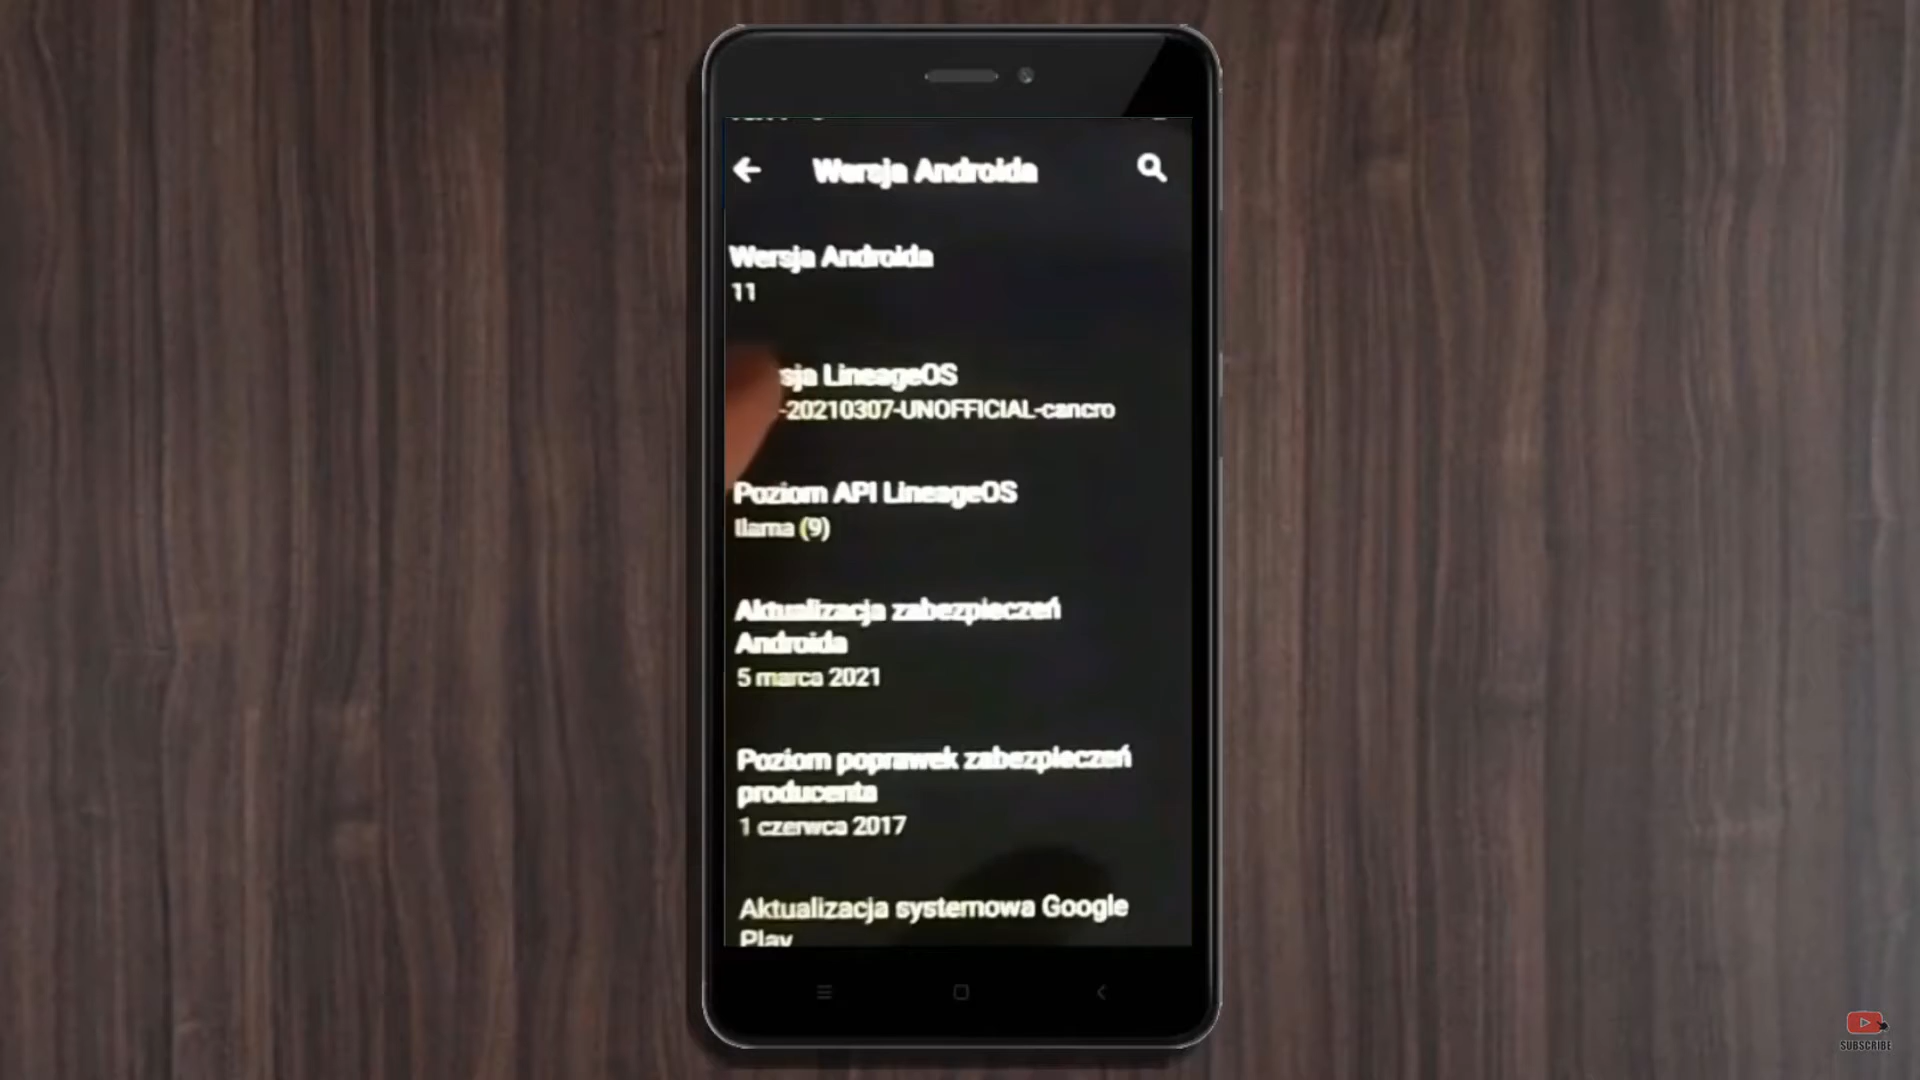 Wersja Androida
Wersja Androida
11
sja LineageOS
-20210307-UNOFFICIAL-cancro
Poziom API LineageOS
Ilama (9)
Aktualizacja zabezpieczeń
Androida
5 marca 2021
Poziom poprawek zabezpieczeń
producenta
1 czerwca 2017
Aktualizacja systemowa Google
Play
SUBSCRIBE